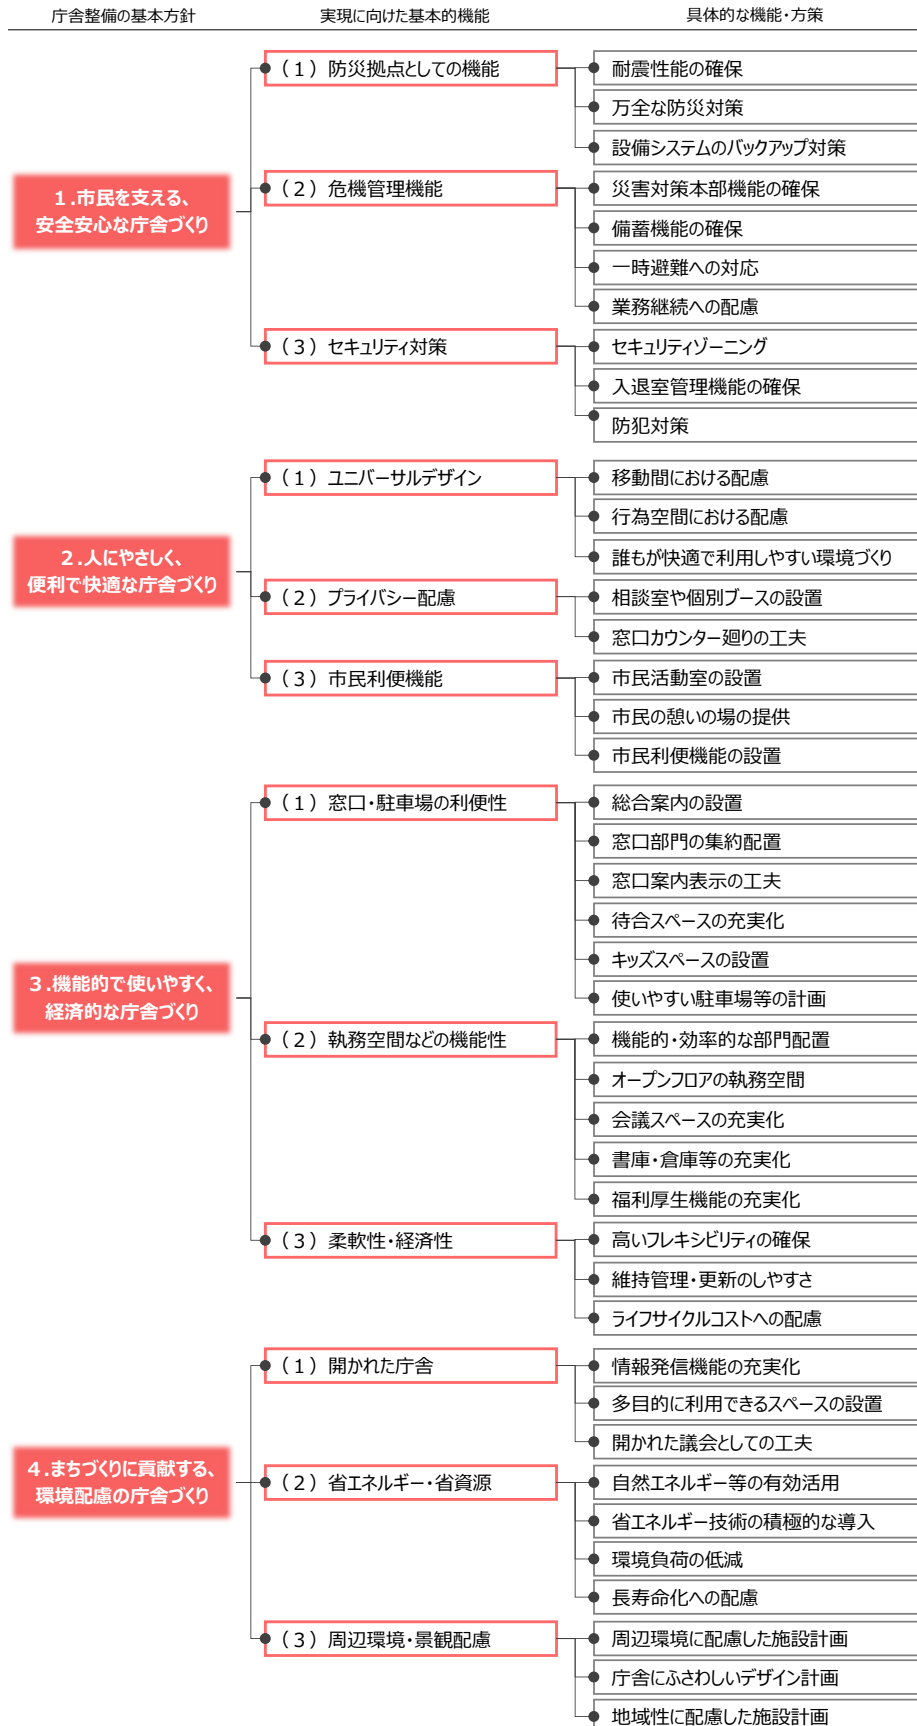 庁舎整備の基本方針 実現に向けた基本的機能 具体的な機能・方策
1.市民を支える、
安全安心な庁舎づくり
(1)防災拠点としての機能
耐震性能の確保
万全な防災対策
設備システムのバックアップ対策
(2)危機管理機能
災害対策本部機能の確保
備蓄機能の確保
一時避難への対応
業務継続への配慮
(3)セキュリティ対策
セキュリティゾーニング
入退室管理機能の確保
防犯対策
2.人にやさしく、
便利で快適な庁舎づくり
(1)ユニバーサルデザイン
移動間における配慮
行為空間における配慮
誰もが快適で利用しやすい環境づくり
(2)プライバシー配慮
相談室や個別ブースの設置
窓口カウンター廻りの工夫
(3)市民利便機能
市民活動室の設置
市民の憩いの場の提供
市民利便機能の設置
3.機能的で使いやすく、
経済的な庁舎づくり
(1)窓口・駐車場の利便性
総合案内の設置
窓口部門の集約配置
窓口案内表示の工夫
待合スペースの充実化
キッズスペースの設置
使いやすい駐車場等の計画
(2)執務空間などの機能性
機能的・効率的な部門配置
オープンフロアの執務空間
会議スペースの充実化
書庫・倉庫等の充実化
福利厚生機能の充実化
(3)柔軟性・経済性
高いフレキシビリティの確保
維持管理・更新のしやすさ
ライフサイクルコストへの配慮
4.まちづくりに貢献する、
環境配慮の庁舎づくり
(1)開かれた庁舎
情報発信機能の充実化
多目的に利用できるスペースの設置
開かれた議会としての工夫
(2)省エネルギー・省資源
自然エネルギー等の有効活用
省エネルギー技術の積極的な導入
環境負荷の低減
長寿命化への配慮
(3)周辺環境・景観配慮
周辺環境に配慮した施設計画
庁舎にふさわしいデザイン計画
地域性に配慮した施設計画